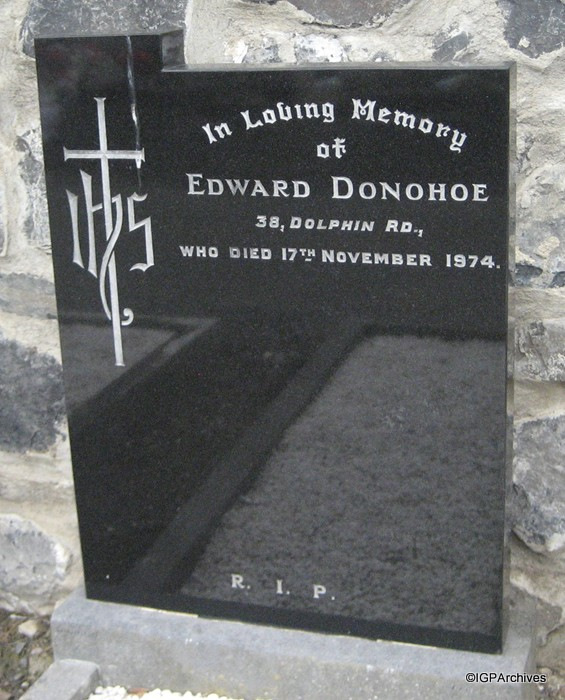 In Loving Memory
of
EDWARD DONOHOE
38, DOLPHIN RD.,
WHO DIED 17TH NOVEMBER 1974.
IHS
R. I. P.
©IGPArchives